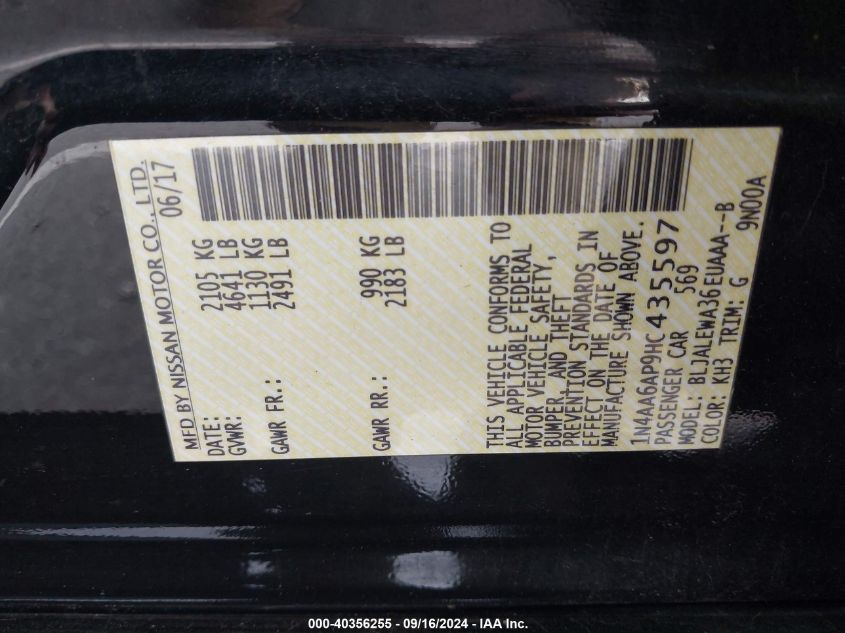 MFD BY NISSAN MOTOR CO., LTD.
DATE: 06/17
GVWR: 2105 KG
4641 LB
GAWR FR.: 1130 KG
2491 LB
GAWR RR.: 990 KG
2183 LB
THIS VEHICLE CONFORMS TO
ALL APPLICABLE FEDERAL
MOTOR VEHICLE SAFETY,
BUMPER, AND THEFT
PREVENTION STANDARDS IN
EFFECT ON THE DATE OF
MANUFACTURE SHOWN ABOVE.
1N4AA6AP9HC435597
PASSENGER CAR 569
MODEL: BLJALEWA36EUAAA--B
COLOR: KH3 TRIM: G 9N00A
000-40356255 - 09/16/2024 - IAA Inc.